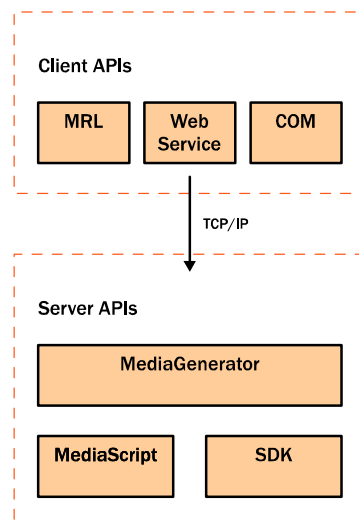 Client APIs
MRL
Web
Service
COM
TCP/IP
Server APIs
MediaGenerator
MediaScript
SDK